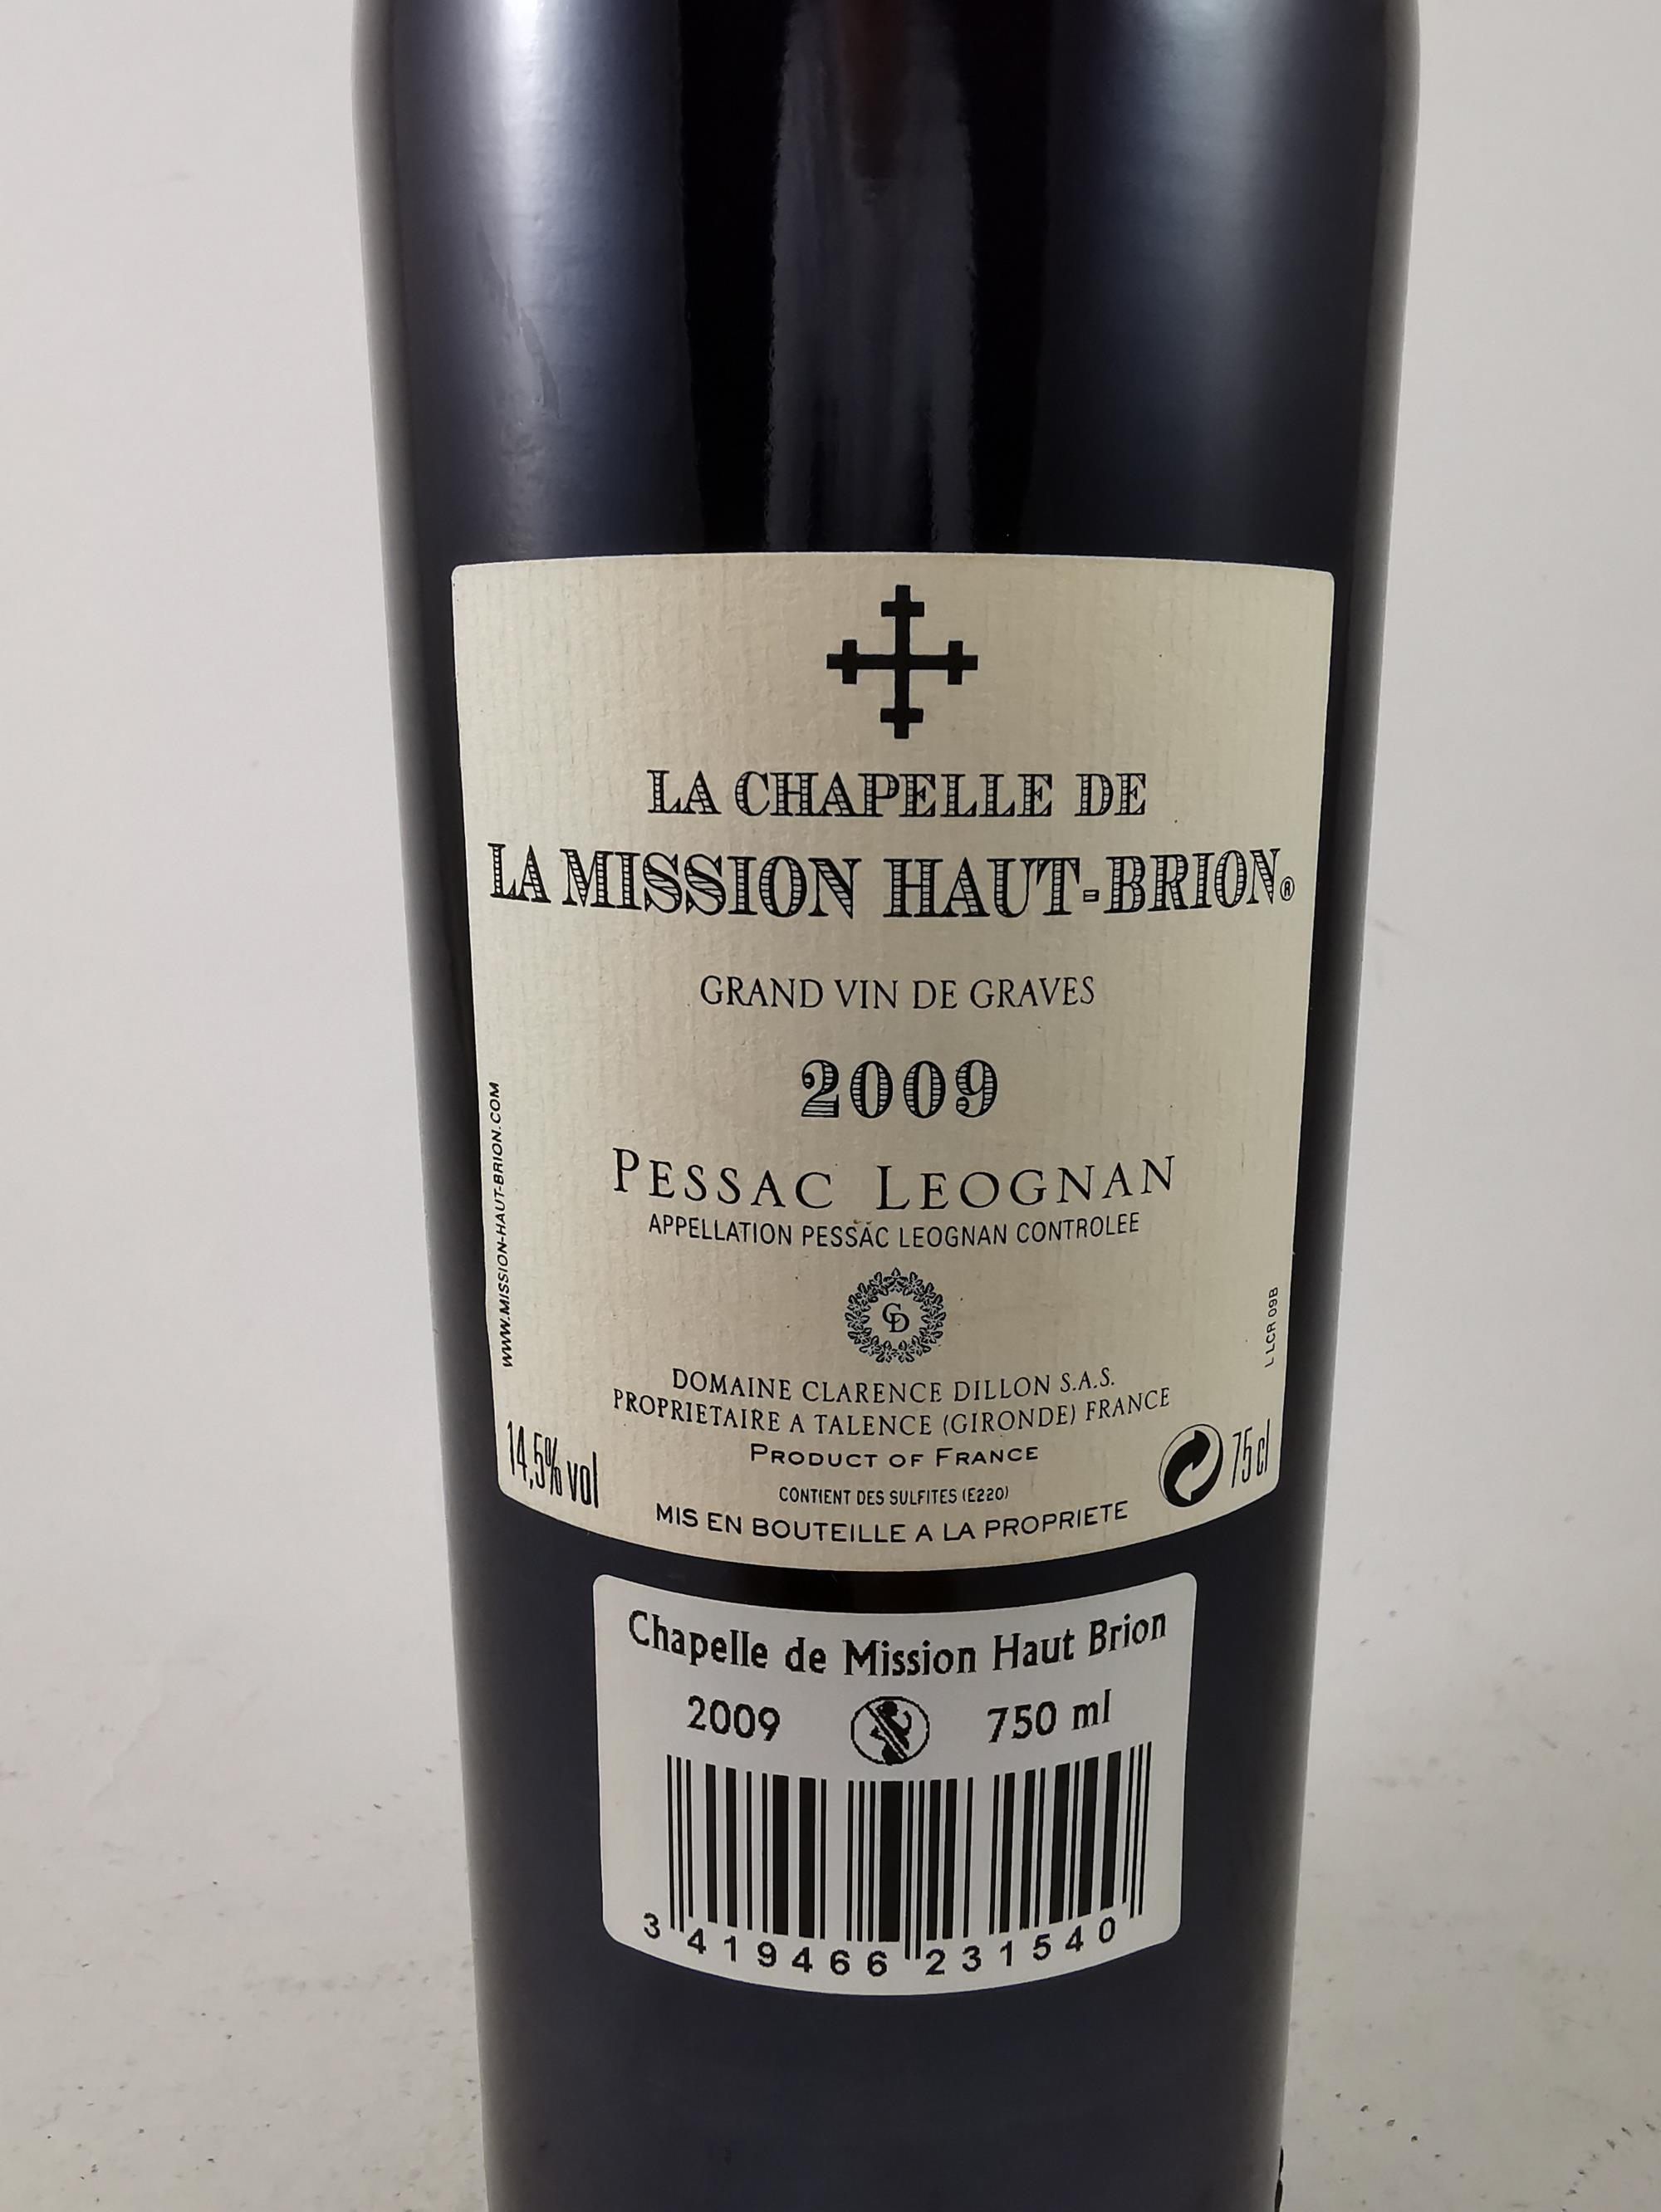 LA CHAPELLE DE
LA MISSION HAUT-BRION®
GRAND VIN DE GRAVES
2009
PESSAC LEOGNAN
APPELLATION PESSAC LEOGNAN CONTROLEE
WWW.MISSION-HAUT-BRION.COM
L LCR 09B
CD
DOMAINE CLARENCE DILLON S.A.S.
PROPRIETAIRE A TALENCE (GIRONDE) FRANCE
PRODUCT OF FRANCE
14,5% vol
75 cl
CONTIENT DES SULFITES (E220)
MIS EN BOUTEILLE A LA PROPRIETE
Chapelle de Mission Haut Brion
2009 750 ml
3 419466 231540